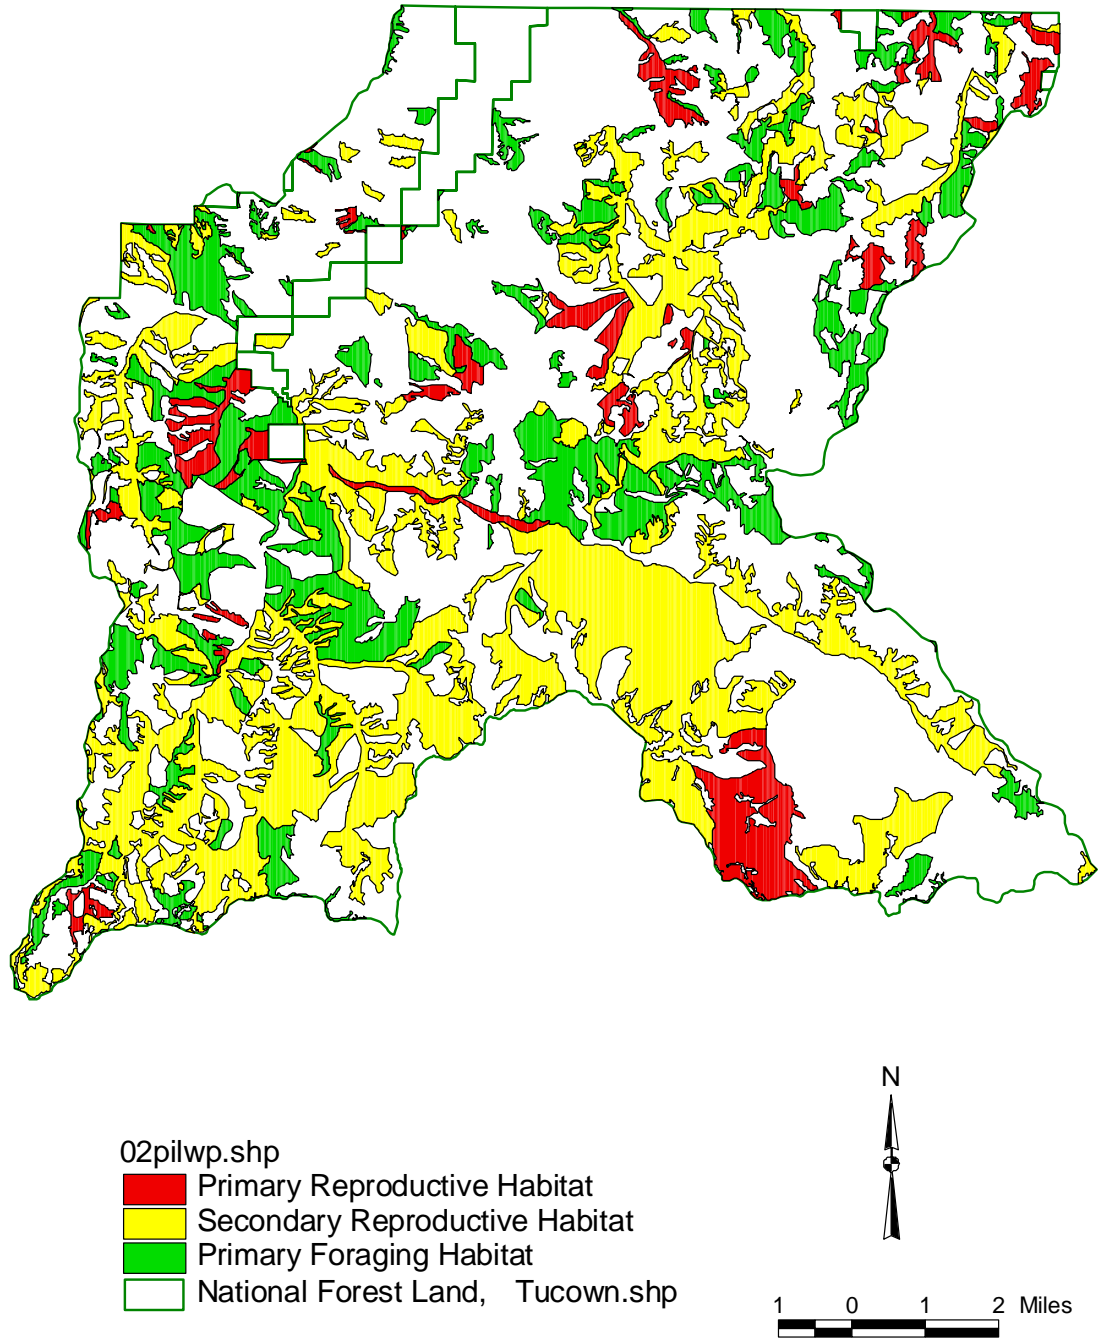 N
02pilwp.shp
Primary Reproductive Habitat
Secondary Reproductive Habitat
Primary Foraging Habitat
National Forest Land, Tucown.shp
1 0 1 2 Miles